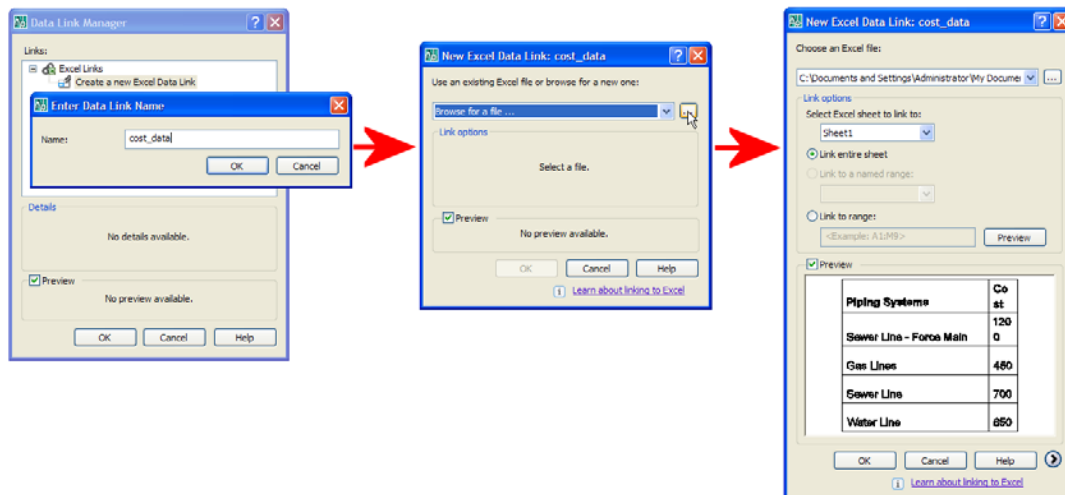 Data Link Manager
Links:
Excel Links
Create a new Excel Data Link
Enter Data Link Name
Name:
cost_data
OK
Cancel
Details
No details available.
Preview
No preview available.
OK
Cancel
Help
New Excel Data Link: cost_data
Use an existing Excel file or browse for a new one:
Browse for a file ...
...
Link options
Select a file.
Preview
No preview available.
OK
Cancel
Help
Learn about linking to Excel
New Excel Data Link: cost_data
Choose an Excel file:
C:\Documents and Settings\Administrator\My Documer
...
Link options
Select Excel sheet to link to:
Sheet1
Link entire sheet
Link to a named range:
Link to range:
<Example: A1:M9>
Preview
Preview
Piping Systems Co
st
Sewer Line - Force Main 120
0
Gas Lines 450
Sewer Line 700
Water Line 650
OK
Cancel
Help
Learn about linking to Excel